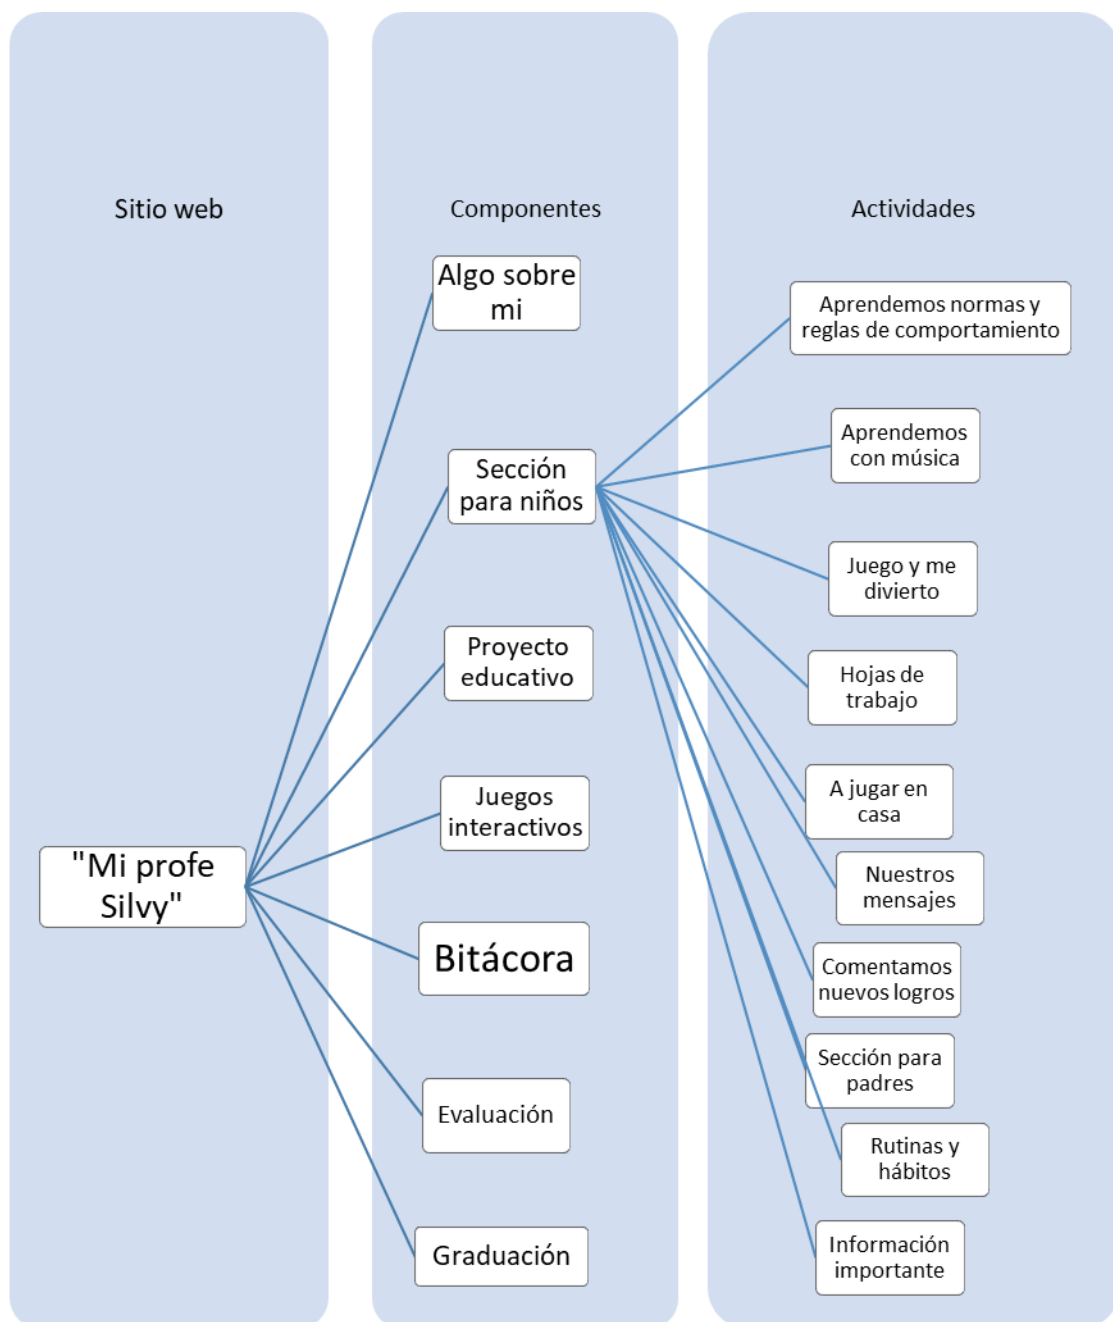 Sitio web
Componentes
Actividades
"Mi profe
Silvy"
Algo sobre
mi
Sección
para niños
Proyecto
educativo
Juegos
interactivos
Bitácora
Evaluación
Graduación
Aprendemos normas y
reglas de comportamiento
Aprendemos
con música
Juego y me
divierto
Hojas de
trabajo
A jugar en
casa
Nuestros
mensajes
Comentamos
nuevos logros
Sección para
padres
Rutinas y
hábitos
Información
importante